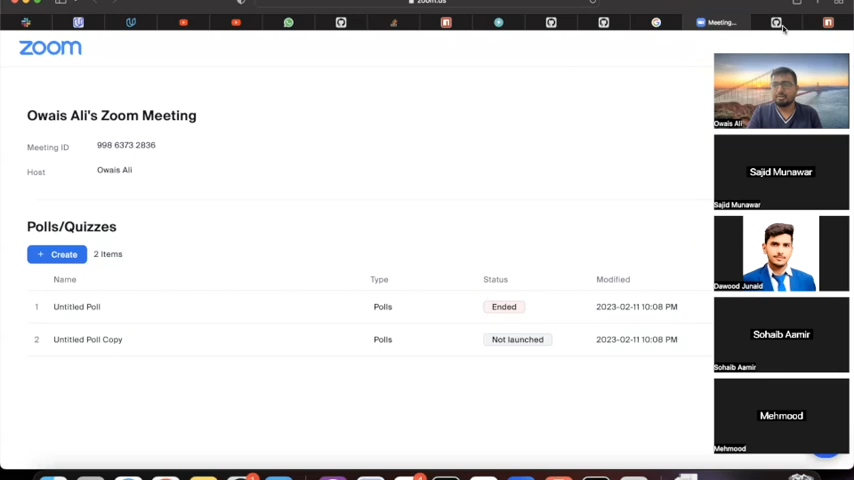 zoom.us
Meeting...
zoom
Owais Ali's Zoom Meeting
Meeting ID 998 6373 2836
Host Owais Ali
Polls/Quizzes
+ Create 2 Items
Name Type Status Modified
1 Untitled Poll Polls Ended 2023-02-11 10:08 PM
2 Untitled Poll Copy Polls Not launched 2023-02-11 10:08 PM
Owais Ali
Sajid Munawar
Sajid Munawar
Dawood Junaid
Sohaib Aamir
Sohaib Aamir
Mehmood
Mehmood